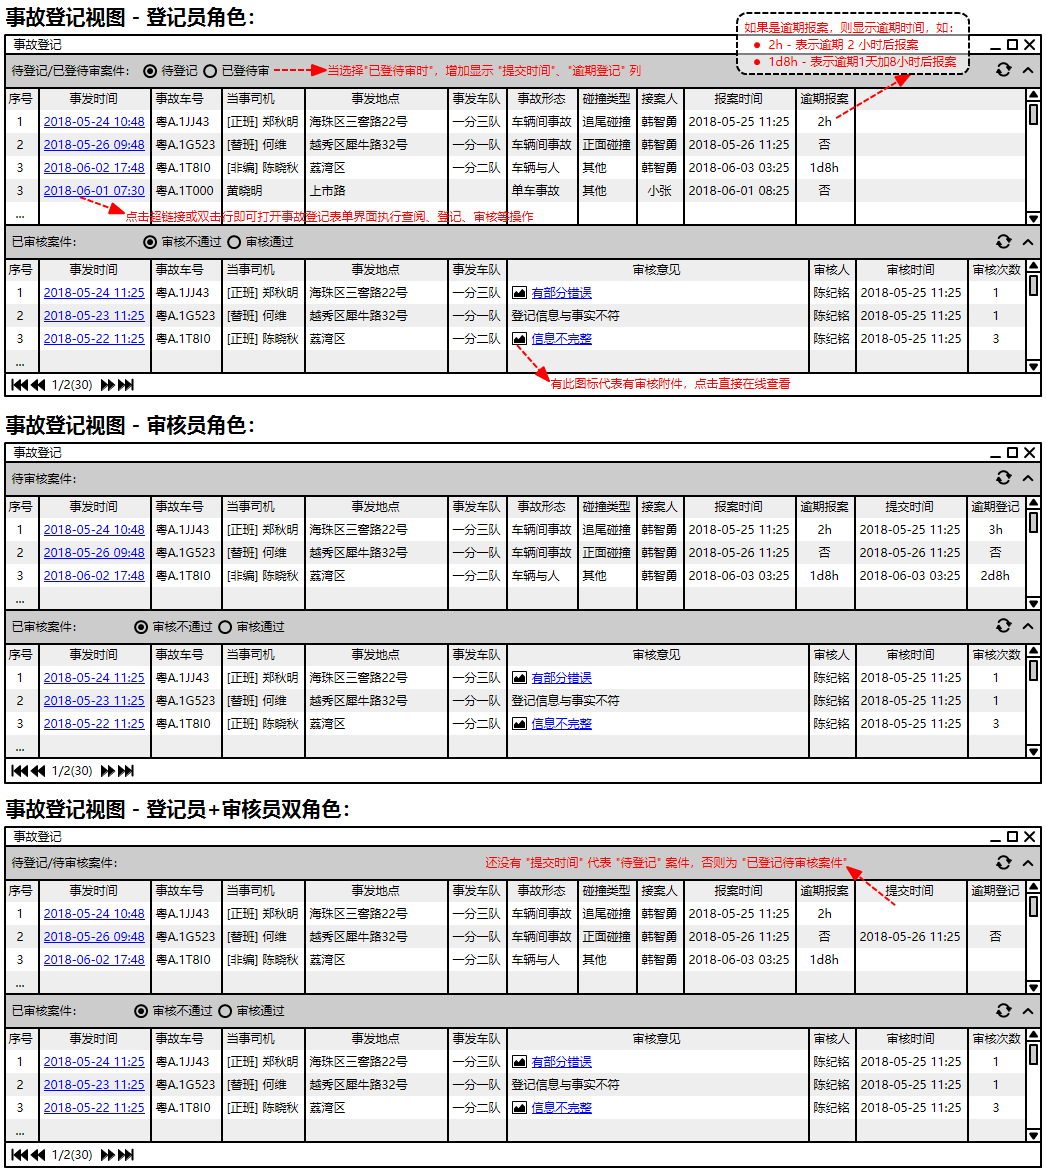 事故登记视图 - 登记员角色：
如果是逾期报案，则显示逾期时间，如：
• 2h - 表示逾期 2 小时后报案
• 1d8h - 表示逾期1天加8小时后报案
事故登记
待登记/已登待审案件： 待登记 已登待审 当选择"已登待审时"，增加显示 "提交时间"、"逾期登记" 列
序号 事发时间 事故车号 当事司机 事发地点 事发车队 事故形态 碰撞类型 接案人 报案时间 逾期报案
1 2018-05-24 10:48 粤A.1JJ43 [正班] 郑秋明 海珠区三窖路22号 一分三队 车辆间事故 追尾碰撞 韩智勇 2018-05-25 11:25 2h
2 2018-05-26 09:48 粤A.1G523 [替班] 何维 越秀区犀牛路32号 一分一队 车辆间事故 正面碰撞 韩智勇 2018-05-26 11:25 否
3 2018-06-02 17:48 粤A.1T8I0 [非编] 陈晓秋 荔湾区 一分二队 车辆与人 其他 韩智勇 2018-06-03 03:25 1d8h
3 2018-06-01 07:30 粤A.1T000 黄晓明 上市路 单车事故 其他 小张 2018-06-01 08:25 否
...
点击超链接或双击行即可打开事故登记表单界面执行查阅、登记、审核等操作
已审核案件： 审核不通过 审核通过
序号 事发时间 事故车号 当事司机 事发地点 事发车队 审核意见 审核人 审核时间 审核次数
1 2018-05-24 11:25 粤A.1JJ43 [正班] 郑秋明 海珠区三窖路22号 一分三队 有部分错误 陈纪铭 2018-05-25 11:25 1
2 2018-05-23 11:25 粤A.1G523 [替班] 何维 越秀区犀牛路32号 一分一队 登记信息与事实不符 陈纪铭 2018-05-25 11:25 1
3 2018-05-22 11:25 粤A.1T8I0 [正班] 陈晓秋 荔湾区 一分二队 信息不完整 陈纪铭 2018-05-25 11:25 3
...
1/2(30) 有此图标代表有审核附件，点击直接在线查看
事故登记视图 - 审核员角色：
事故登记
待审核案件：
序号 事发时间 事故车号 当事司机 事发地点 事发车队 事故形态 碰撞类型 接案人 报案时间 逾期报案 提交时间 逾期登记
1 2018-05-24 10:48 粤A.1JJ43 [正班] 郑秋明 海珠区三窖路22号 一分三队 车辆间事故 追尾碰撞 韩智勇 2018-05-25 11:25 2h 2018-05-25 11:25 3h
2 2018-05-26 09:48 粤A.1G523 [替班] 何维 越秀区犀牛路32号 一分一队 车辆间事故 正面碰撞 韩智勇 2018-05-26 11:25 否 2018-05-26 11:25 否
3 2018-06-02 17:48 粤A.1T8I0 [非编] 陈晓秋 荔湾区 一分二队 车辆与人 其他 韩智勇 2018-06-03 03:25 1d8h 2018-06-03 03:25 2d8h
...
已审核案件： 审核不通过 审核通过
序号 事发时间 事故车号 当事司机 事发地点 事发车队 审核意见 审核人 审核时间 审核次数
1 2018-05-24 11:25 粤A.1JJ43 [正班] 郑秋明 海珠区三窖路22号 一分三队 有部分错误 陈纪铭 2018-05-25 11:25 1
2 2018-05-23 11:25 粤A.1G523 [替班] 何维 越秀区犀牛路32号 一分一队 登记信息与事实不符 陈纪铭 2018-05-25 11:25 1
3 2018-05-22 11:25 粤A.1T8I0 [正班] 陈晓秋 荔湾区 一分二队 信息不完整 陈纪铭 2018-05-25 11:25 3
...
1/2(30)
事故登记视图 - 登记员+审核员双角色：
事故登记
待登记/待审核案件： 还没有 "提交时间" 代表 "待登记" 案件，否则为 "已登记待审核案件"
序号 事发时间 事故车号 当事司机 事发地点 事发车队 事故形态 碰撞类型 接案人 报案时间 逾期报案 提交时间 逾期登记
1 2018-05-24 10:48 粤A.1JJ43 [正班] 郑秋明 海珠区三窖路22号 一分三队 车辆间事故 追尾碰撞 韩智勇 2018-05-25 11:25 2h
2 2018-05-26 09:48 粤A.1G523 [替班] 何维 越秀区犀牛路32号 一分一队 车辆间事故 正面碰撞 韩智勇 2018-05-26 11:25 否 2018-05-26 11:25 否
3 2018-06-02 17:48 粤A.1T8I0 [非编] 陈晓秋 荔湾区 一分二队 车辆与人 其他 韩智勇 2018-06-03 03:25 1d8h
...
已审核案件： 审核不通过 审核通过
序号 事发时间 事故车号 当事司机 事发地点 事发车队 审核意见 审核人 审核时间 审核次数
1 2018-05-24 11:25 粤A.1JJ43 [正班] 郑秋明 海珠区三窖路22号 一分三队 有部分错误 陈纪铭 2018-05-25 11:25 1
2 2018-05-23 11:25 粤A.1G523 [替班] 何维 越秀区犀牛路32号 一分一队 登记信息与事实不符 陈纪铭 2018-05-25 11:25 1
3 2018-05-22 11:25 粤A.1T8I0 [正班] 陈晓秋 荔湾区 一分二队 信息不完整 陈纪铭 2018-05-25 11:25 3
...
1/2(30)